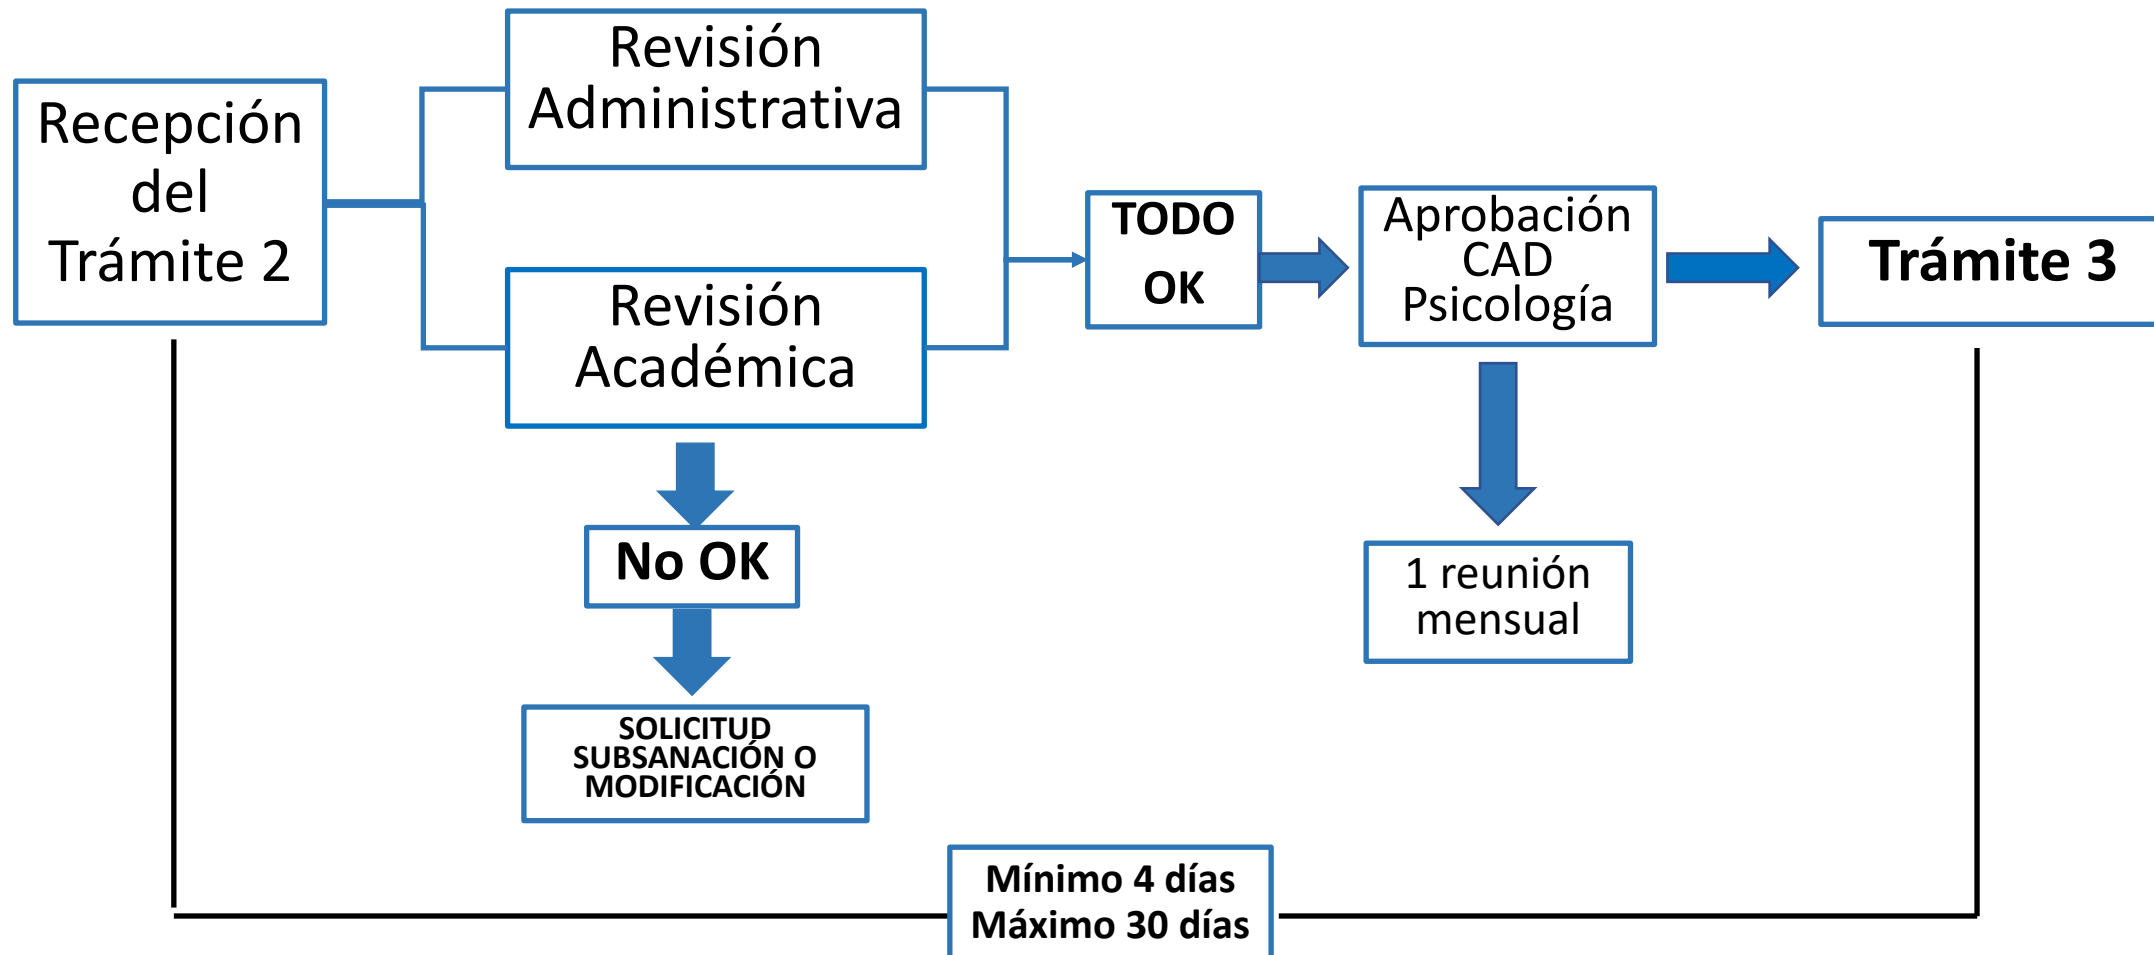 Revisión
Administrativa
Recepción
del
Trámite 2
TODO
OK
Aprobación
CAD
Psicología
Trámite 3
Revisión
Académica
No OK
1 reunión
mensual
SOLICITUD
SUBSANACIÓN O
MODIFICACIÓN
Mínimo 4 días
Máximo 30 días